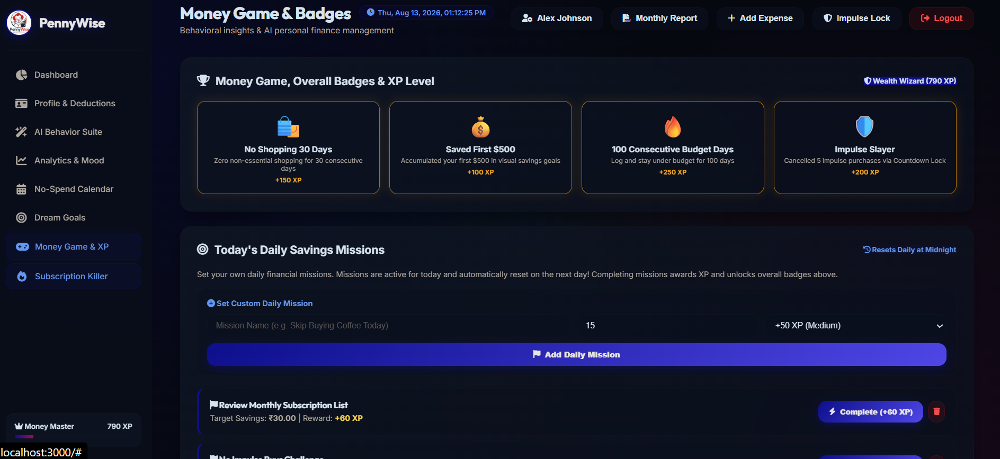 PennyWise
PennyWise
Dashboard
Profile & Deductions
AI Behavior Suite
Analytics & Mood
No-Spend Calendar
Dream Goals
Money Game & XP
Subscription Killer
Money Master 790 XP
localhost:3000/#
Money Game & Badges
Thu, Aug 13, 2026, 01:12:25 PM
Behavioral insights & AI personal finance management
Alex Johnson
PDF
Monthly Report
Add Expense
Impulse Lock
Logout
Money Game, Overall Badges & XP Level
Wealth Wizard (790 XP)
No Shopping 30 Days
Zero non-essential shopping for 30 consecutive
days
+150 XP
Saved First $500
Accumulated your first $500 in visual savings goals
+100 XP
100 Consecutive Budget Days
Log and stay under budget for 100 days
+250 XP
Impulse Slayer
Cancelled 5 impulse purchases via Countdown Lock
+200 XP
Today's Daily Savings Missions
Resets Daily at Midnight
Set your own daily financial missions. Missions are active for today and automatically reset on the next day! Completing missions awards XP and unlocks overall badges above.
Set Custom Daily Mission
Mission Name (e.g. Skip Buying Coffee Today)
15
+50 XP (Medium)
Add Daily Mission
Review Monthly Subscription List
Target Savings: ₹30.00 | Reward: +60 XP
Complete (+60 XP)
No Impulse Buys Challenge